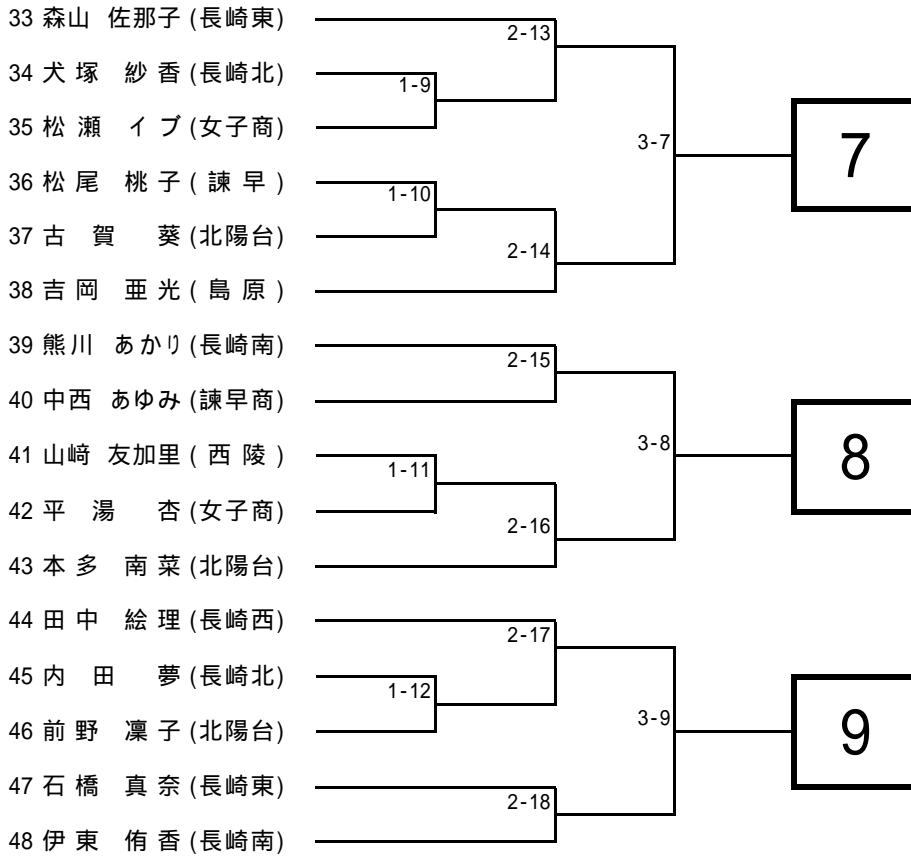 33 森山 佐那子 (長崎東)
2-13
34 犬塚 紗香 (長崎北)
1-9
35 松瀬 イブ (女子商)
3-7
7
36 松尾 桃子 (諫早)
1-10
37 古賀 葵 (北陽台)
2-14
38 吉岡 亜光 (島原)
39 熊川 あかり (長崎南)
2-15
40 中西 あゆみ (諫早商)
3-8
8
41 山﨑 友加里 (西陵)
1-11
42 平湯 杏 (女子商)
2-16
43 本多 南菜 (北陽台)
44 田中 絵理 (長崎西)
2-17
45 内田 夢 (長崎北)
1-12
46 前野 凜子 (北陽台)
3-9
9
47 石橋 真奈 (長崎東)
2-18
48 伊東 侑香 (長崎南)